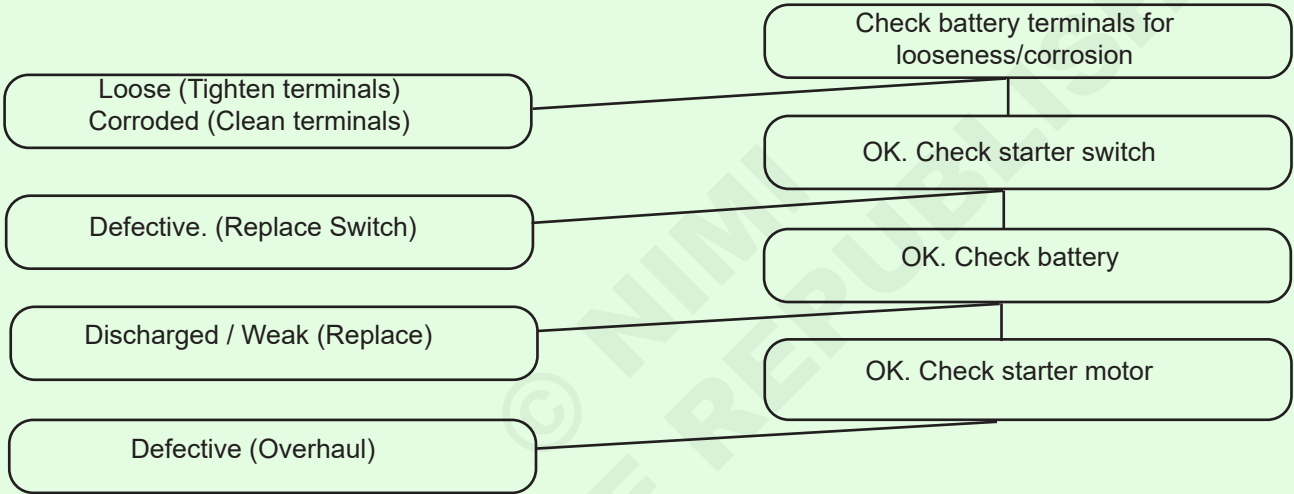 Check battery terminals for
looseness/corrosion
Loose (Tighten terminals)
Corroded (Clean terminals)
OK. Check starter switch
Defective. (Replace Switch)
OK. Check battery
Discharged / Weak (Replace)
OK. Check starter motor
Defective (Overhaul)
© NIMI